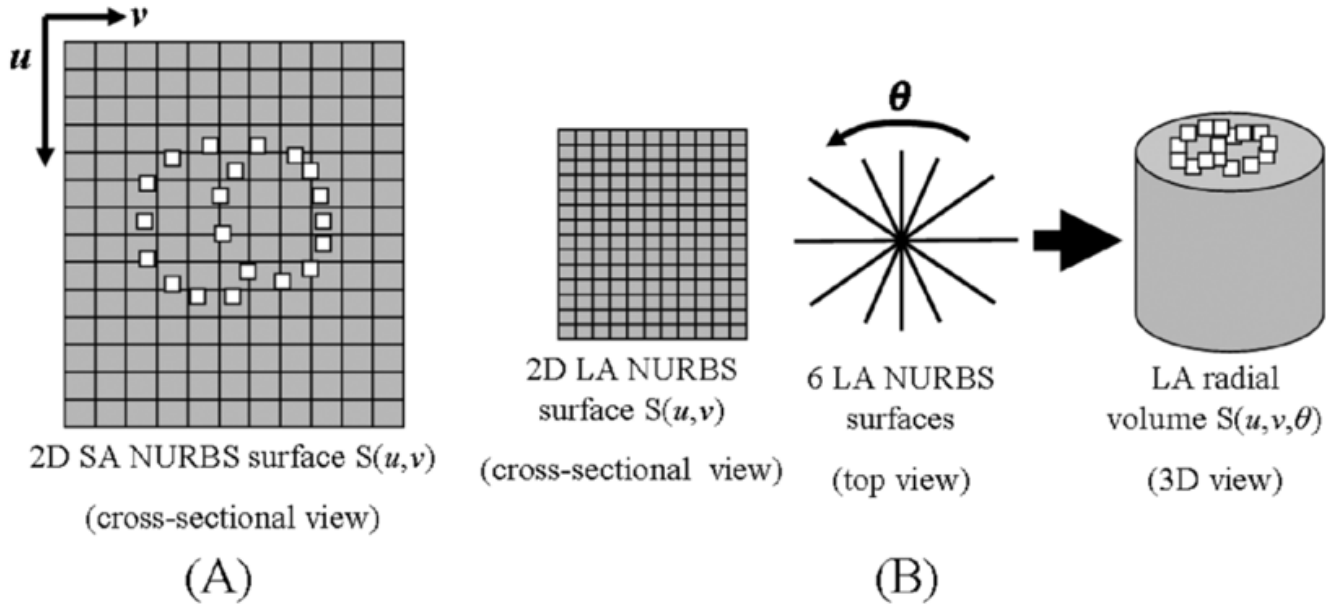 v
u
2D SA NURBS surface S(u,v)
(cross-sectional view)
(A)
2D LA NURBS
surface S(u,v)
(cross-sectional view)
θ
6 LA NURBS
surfaces
(top view)
LA radial
volume S(u,v,θ)
(3D view)
(B)